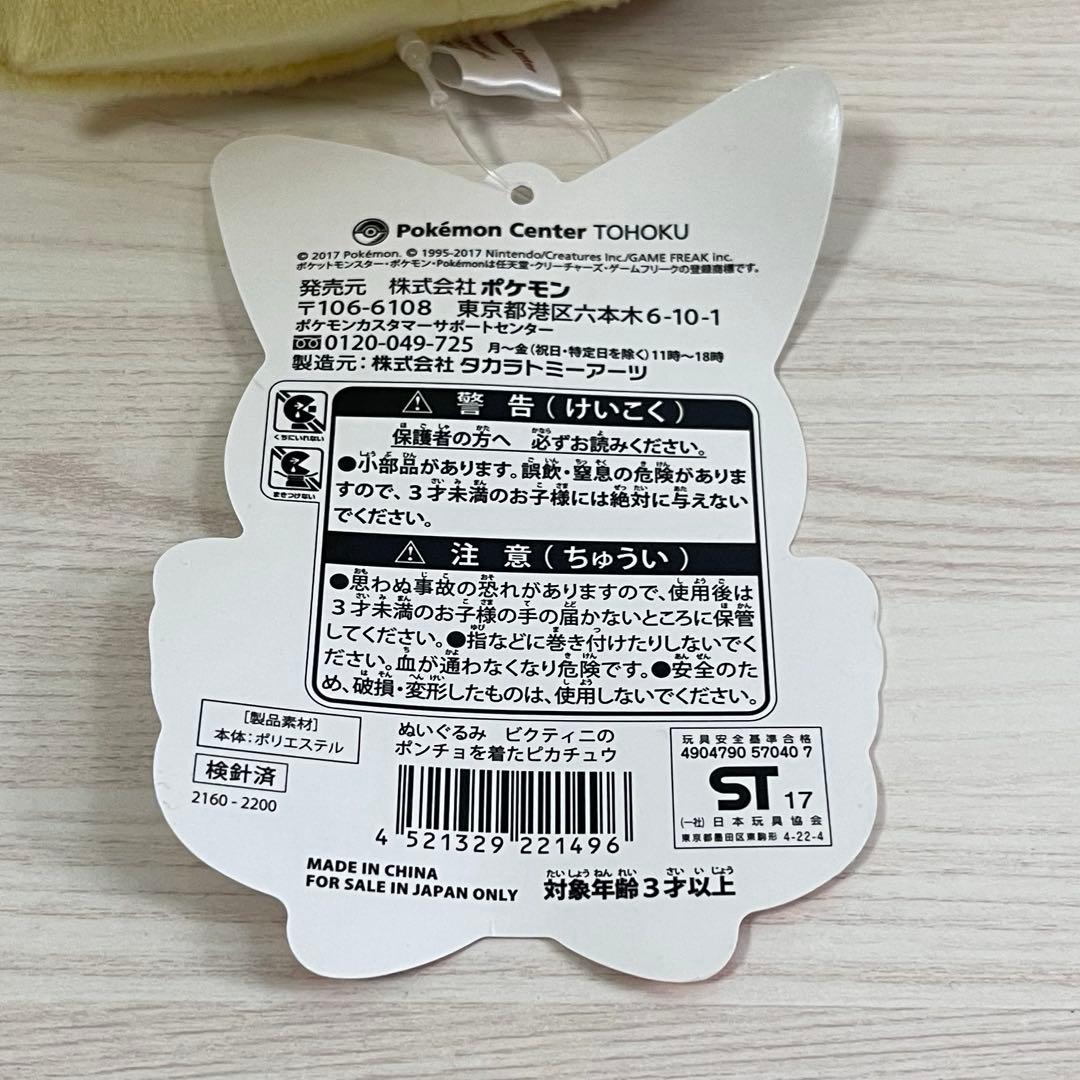 Pokémon Center TOHOKU
© 2017 Pokémon. © 1995-2017 Nintendo/Creatures Inc./GAME FREAK inc.
ポケットモンスター・ポケモン・Pokémonは任天堂・クリーチャーズ・ゲームフリークの登録商標です。
発売元 株式会社 ポケモン
〒106-6108 東京都港区六本木6-10-1
ポケモンカスタマーサポートセンター
0120-049-725 月〜金(祝日・特定日を除く)11時〜18時
製造元：株式会社 タカラトミーアーツ
くちにいれない
まきつけない
⚠ 警告(けいこく)
保護者の方へ 必ずお読みください。
●小部品があります。誤飲・窒息の危険がありま
すので、3才未満のお子様には絶対に与えない
でください。
⚠ 注意(ちゅうい)
●思わぬ事故の恐れがありますので、使用後は
3才未満のお子様の手の届かないところに保管
してください。●指などに巻き付けたりしないでく
ださい。血が通わなくなり危険です。●安全のた
め、破損・変形したものは、使用しないでください。
[製品素材]
本体：ポリエステル
検針済
2160-2200
ぬいぐるみ ビクティニの
ポンチョを着たピカチュウ
4 521329 221496
玩具安全基準合格
4904790 57040 7
ST 17
(一社)日本玩具協会
東京都墨田区東駒形 4-22-4
MADE IN CHINA
FOR SALE IN JAPAN ONLY
対象年齢3才以上